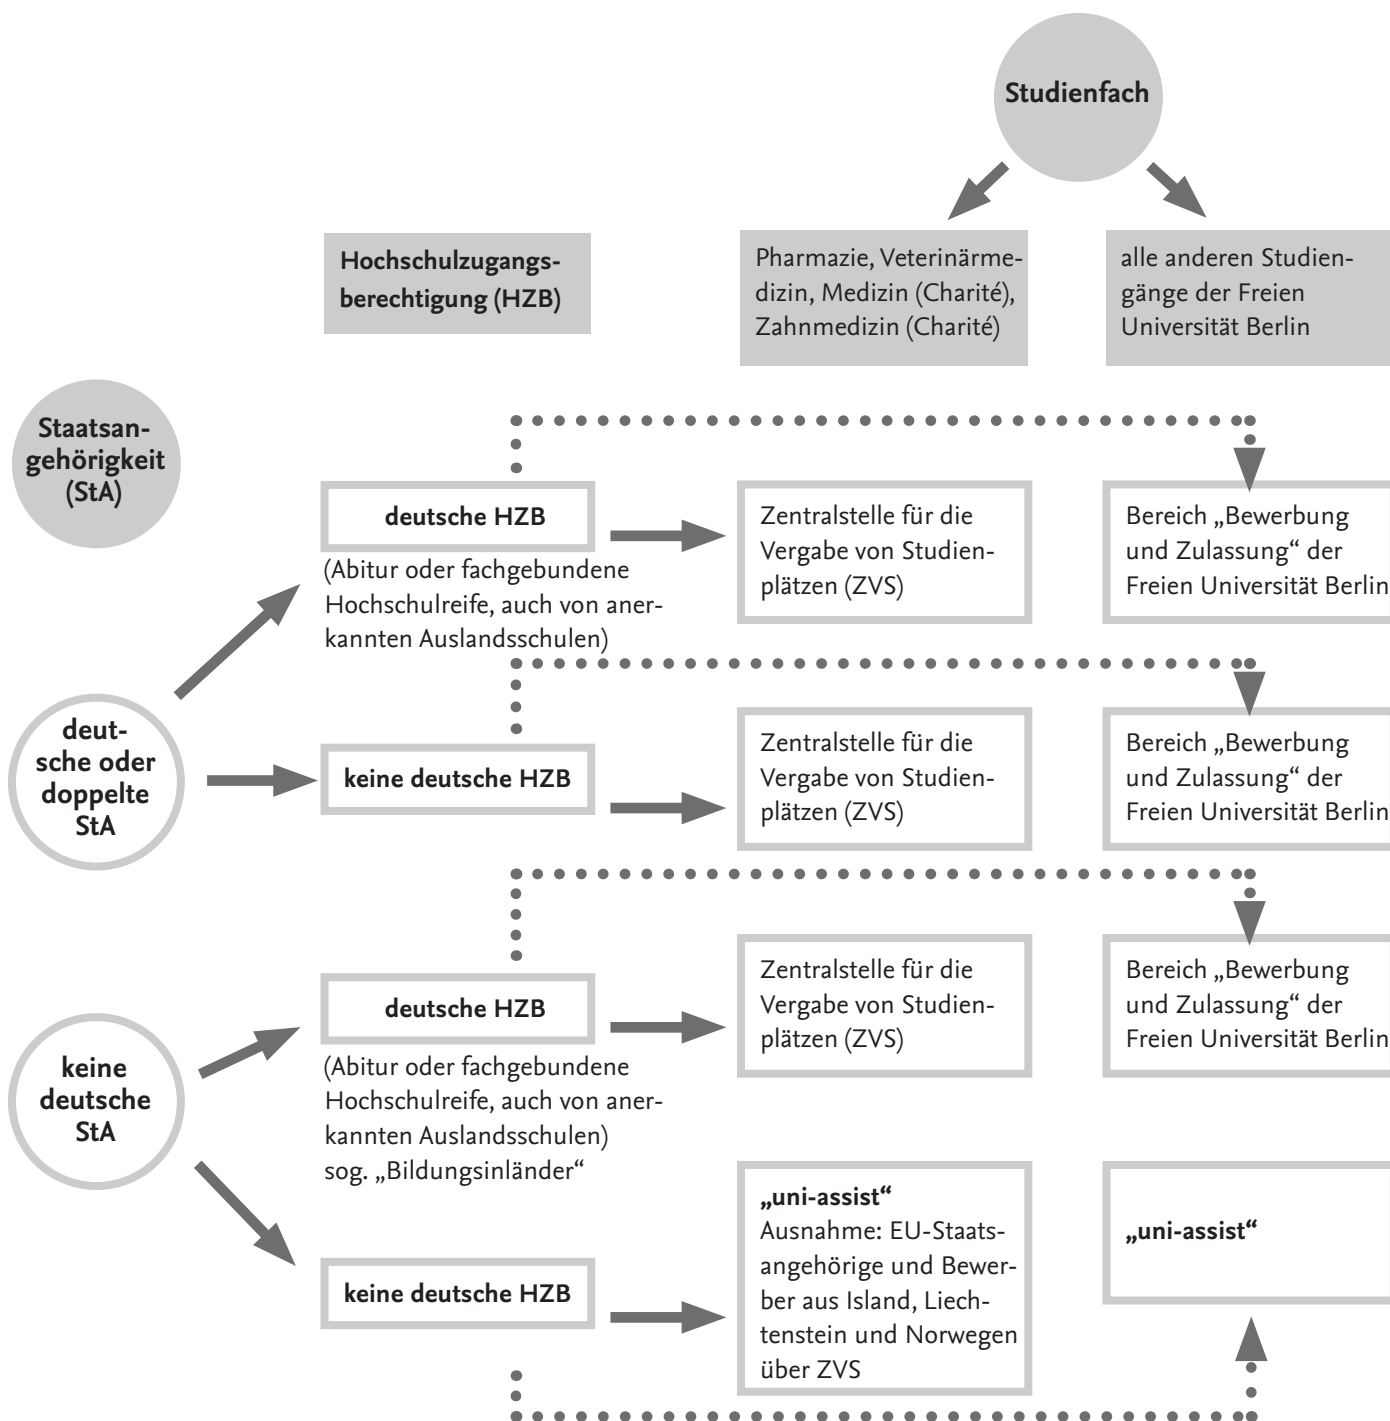 Studienfach
Hochschulzugangs-
berechtigung (HZB)
Pharmazie, Veterinärme-
dizin, Medizin (Charité),
Zahnmedizin (Charité)
alle anderen Studien-
gänge der Freien
Universität Berlin
Staatsan-
gehörigkeit
(StA)
deutsche HZB
(Abitur oder fachgebundene
Hochschulreife, auch von aner-
kannten Auslandsschulen)
Zentralstelle für die
Vergabe von Studien-
plätzen (ZVS)
Bereich „Bewerbung
und Zulassung“ der
Freien Universität Berlin
deut-
sche oder
doppelte
StA
keine deutsche HZB
Zentralstelle für die
Vergabe von Studien-
plätzen (ZVS)
Bereich „Bewerbung
und Zulassung“ der
Freien Universität Berlin
keine
deutsche
StA
deutsche HZB
(Abitur oder fachgebundene
Hochschulreife, auch von aner-
kannten Auslandsschulen)
sog. „Bildungsinländer“
Zentralstelle für die
Vergabe von Studien-
plätzen (ZVS)
Bereich „Bewerbung
und Zulassung“ der
Freien Universität Berlin
keine deutsche HZB
„uni-assist“
Ausnahme: EU-Staats-
angehörige und Bewer-
ber aus Island, Liech-
tenstein und Norwegen
über ZVS
„uni-assist“